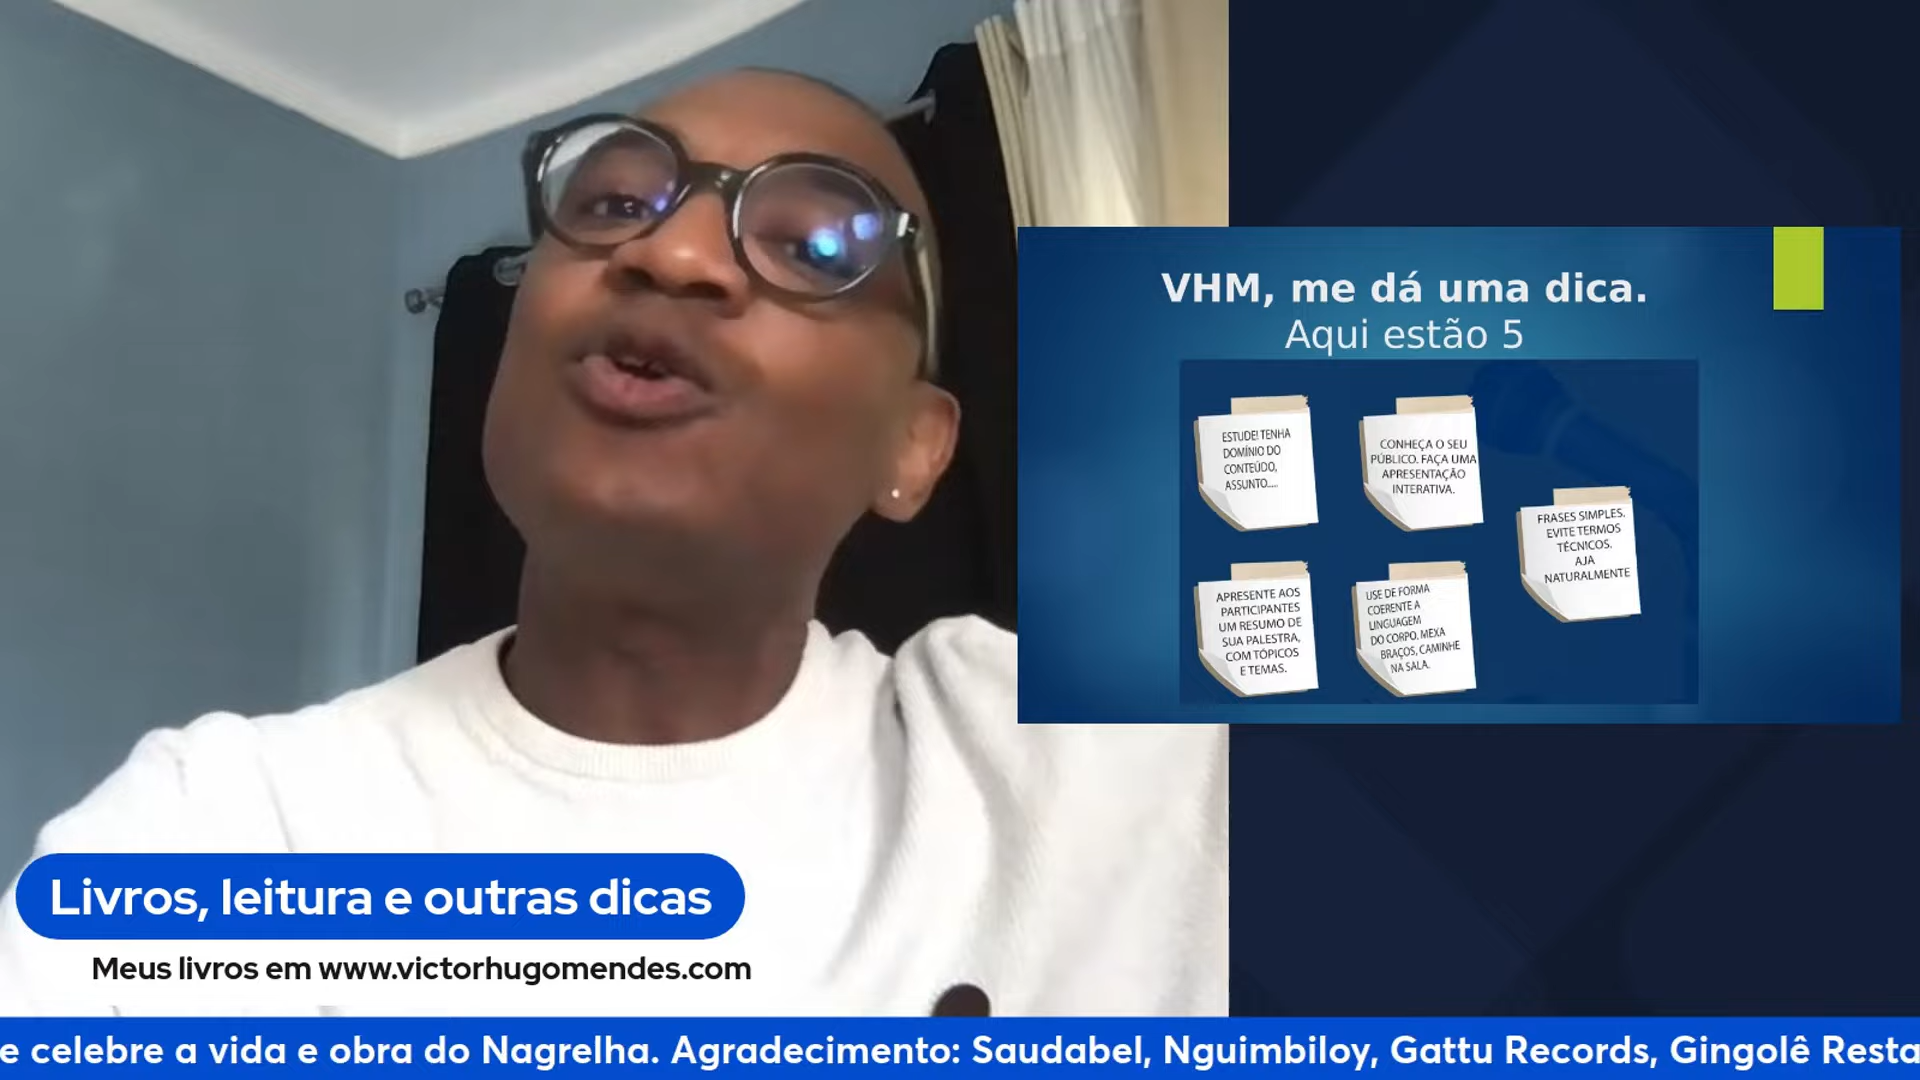 VHM, me dá uma dica.
Aqui estão 5
ESTUDE! TENHA
DOMÍNIO DO
CONTEÚDO,
ASSUNTO....
CONHEÇA O SEU
PÚBLICO. FAÇA UMA
APRESENTAÇÃO
INTERATIVA.
FRASES SIMPLES.
EVITE TERMOS
TÉCNICOS.
AJA
NATURALMENTE
APRESENTE AOS
PARTICIPANTES
UM RESUMO DE
SUA PALESTRA,
COM TÓPICOS
E TEMAS.
USE DE FORMA
COERENTE A
LINGUAGEM
DO CORPO. MEXA
BRAÇOS, CAMINHE
NA SALA.
Livros, leitura e outras dicas
Meus livros em www.victorhugomendes.com
e celebre a vida e obra do Nagrelha. Agradecimento: Saudabel, Nguimbiloy, Gattu Records, Gingolê Resta